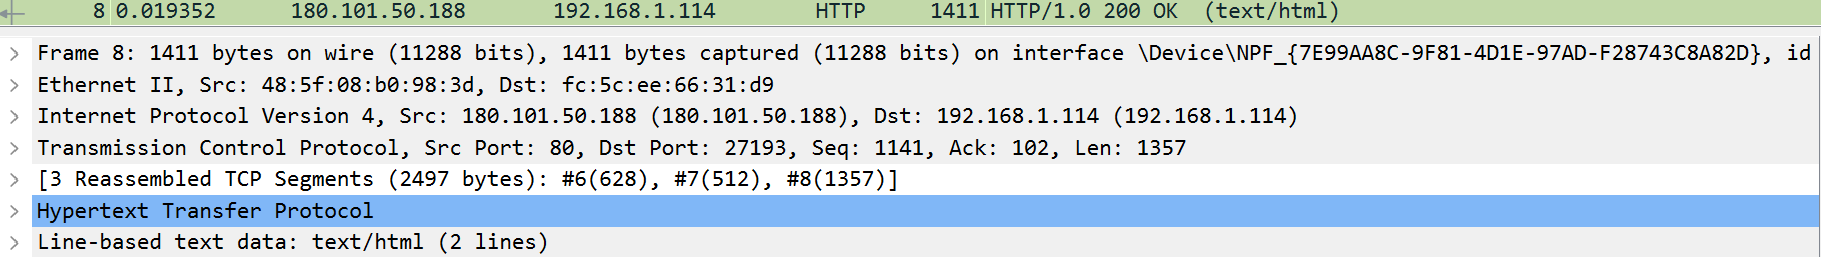 8 0.019352 180.101.50.188 192.168.1.114 HTTP 1411 HTTP/1.0 200 OK (text/html)
Frame 8: 1411 bytes on wire (11288 bits), 1411 bytes captured (11288 bits) on interface \Device\NPF_{7E99AA8C-9F81-4D1E-97AD-F28743C8A82D}, id
Ethernet II, Src: 48:5f:08:b0:98:3d, Dst: fc:5c:ee:66:31:d9
Internet Protocol Version 4, Src: 180.101.50.188 (180.101.50.188), Dst: 192.168.1.114 (192.168.1.114)
Transmission Control Protocol, Src Port: 80, Dst Port: 27193, Seq: 1141, Ack: 102, Len: 1357
[3 Reassembled TCP Segments (2497 bytes): #6(628), #7(512), #8(1357)]
Hypertext Transfer Protocol
Line-based text data: text/html (2 lines)